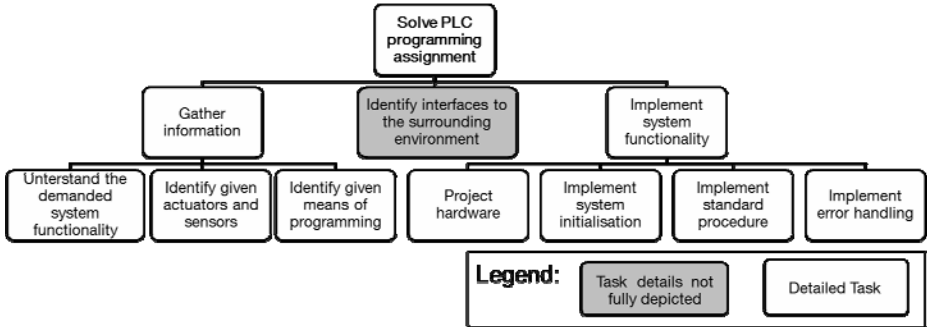 Solve PLC
programming
assignment
Gather
information
Identify interfaces to
the surrounding
environment
Implement
system
functionality
Unterstand the
demanded
system
functionality
Identify given
actuators and
sensors
Identify given
means of
programming
Project
hardware
Implement
system
initialisation
Implement
standard
procedure
Implement
error handling
Legend:
Task details not
fully depicted
Detailed Task